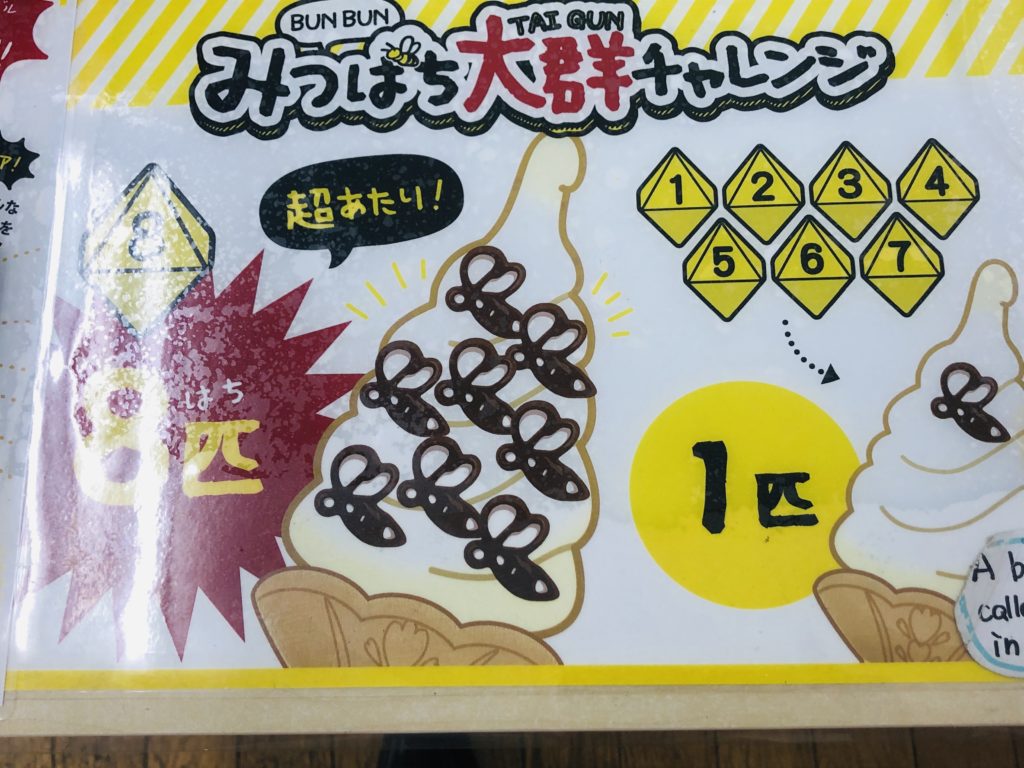 BUN BUN
TAI GUN
みつばち大群チャレンジ
8
超あたり!
はち
8匹
1 2 3 4
5 6 7
1匹
A b
calle
in